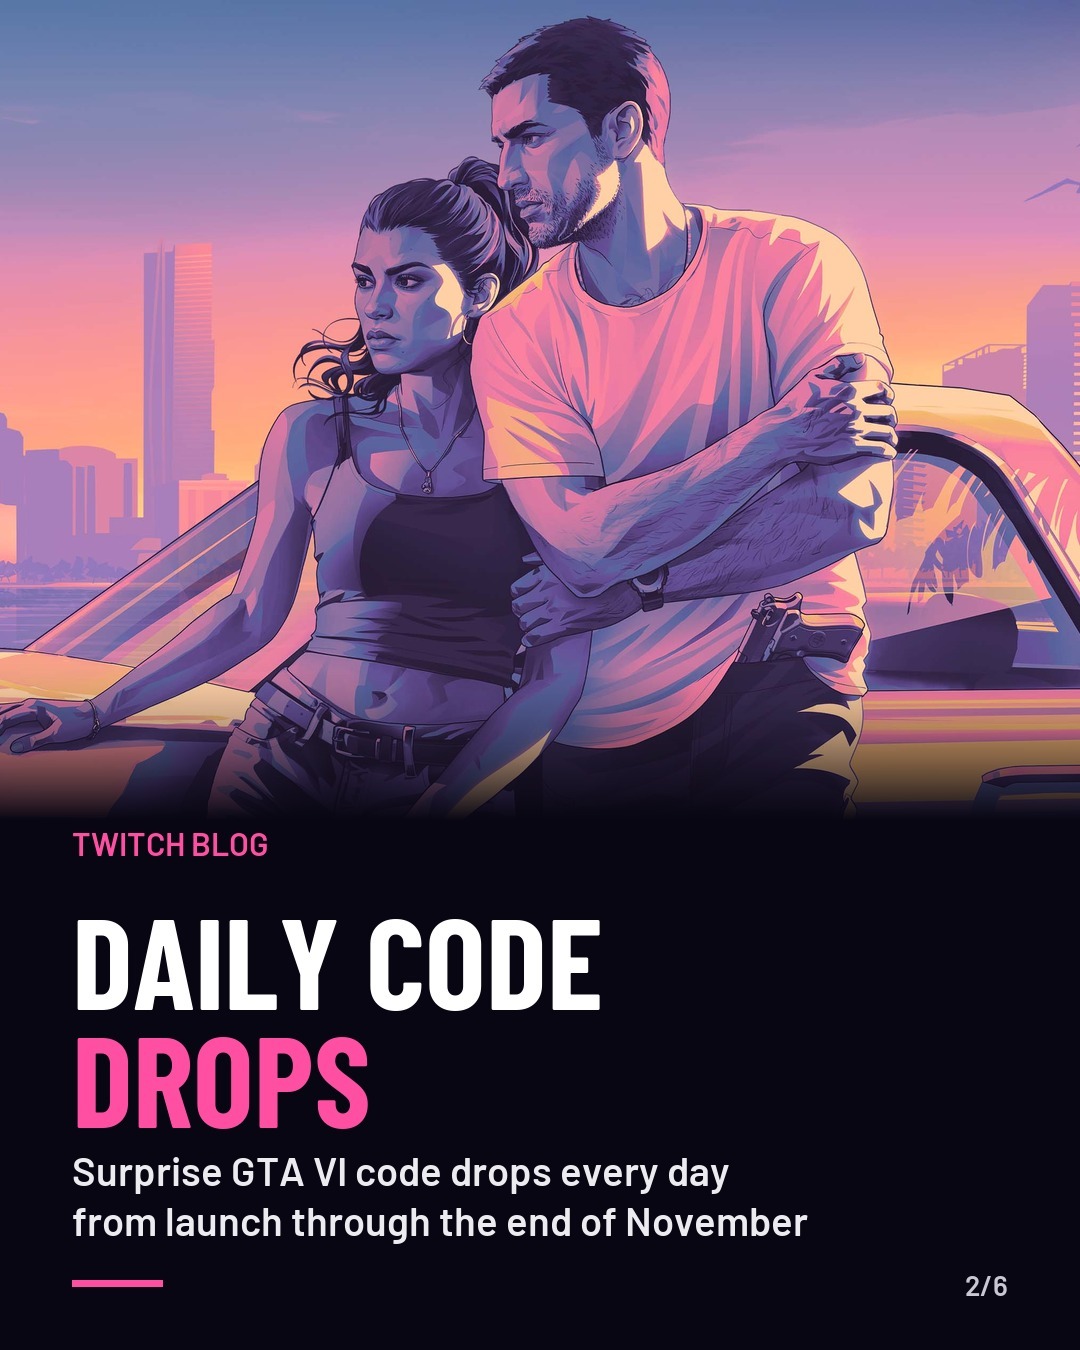 TWITCH BLOG
DAILY CODE
DROPS
Surprise GTA VI code drops every day
from launch through the end of November
2/6